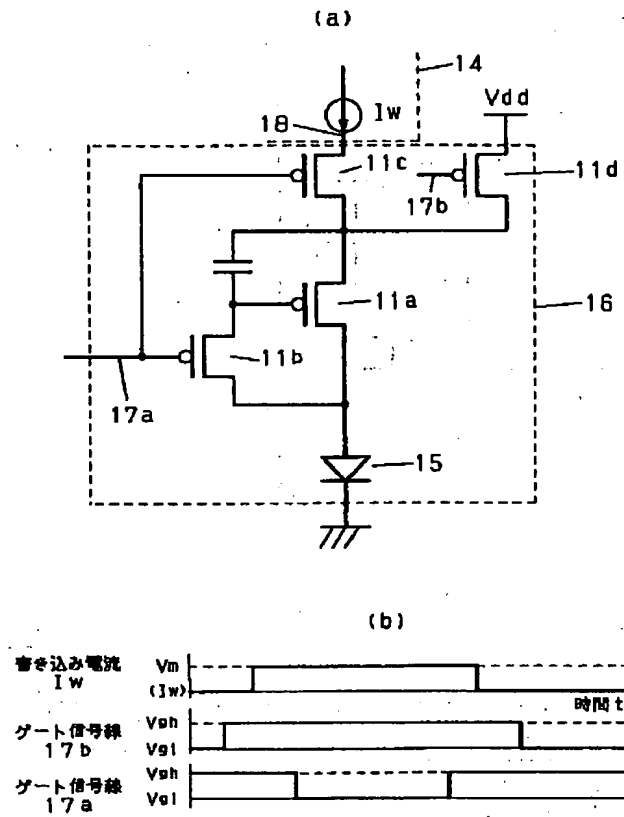 (a)
14
Iw
Vdd
18
11c
11d
17b
11a
16
11b
17a
15
(b)
書き込み電流
Iw
Vm
(Iw)
時間t
ゲート信号線
17b
Vgh
Vgl
ゲート信号線
17a
Vgh
Vgl